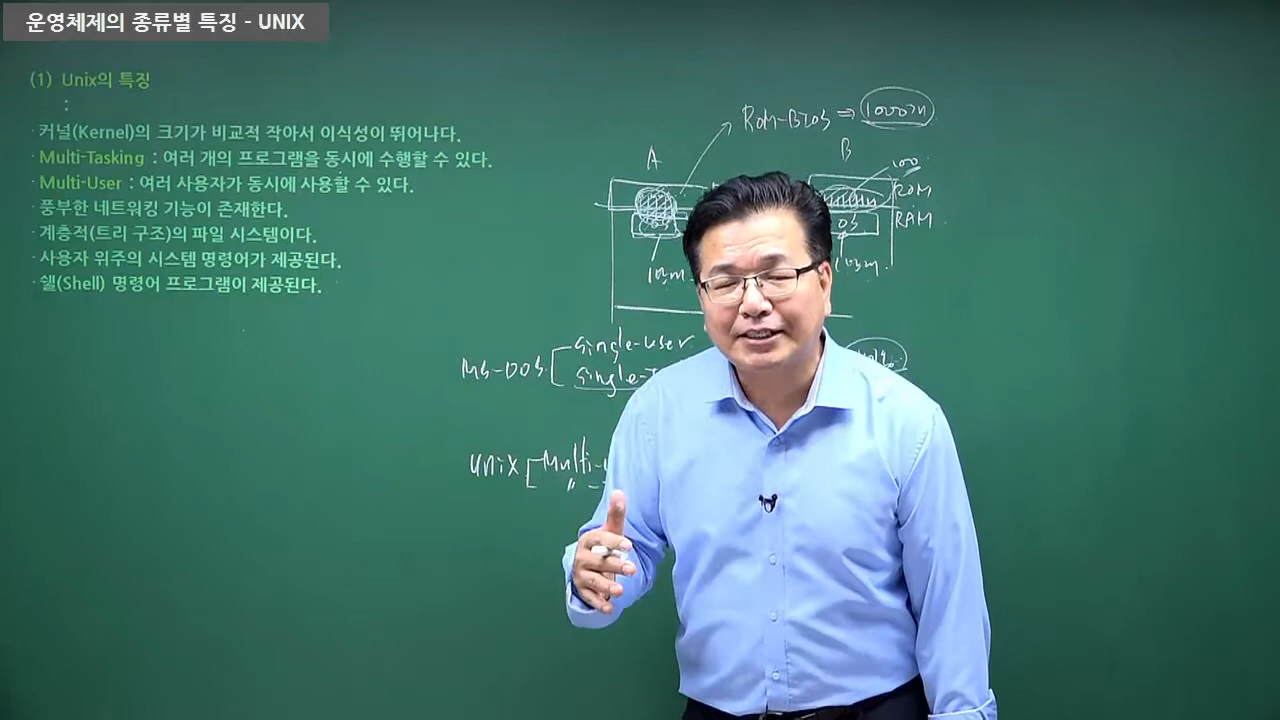 운영체제의 종류별 특징 - UNIX
(1) Unix의 특징
:
· 커널(Kernel)의 크기가 비교적 작아서 이식성이 뛰어나다.
· Multi-Tasking : 여러 개의 프로그램을 동시에 수행할 수 있다.
· Multi-User : 여러 사용자가 동시에 사용할 수 있다.
· 풍부한 네트워킹 기능이 존재한다.
· 계층적(트리 구조)의 파일 시스템이다.
· 사용자 위주의 시스템 명령어가 제공된다.
· 쉘(Shell) 명령어 프로그램이 제공된다.
ROM-BIOS ⇒
A
B
100
ROM
RAM
OS
OS
MS-DOS
single-user
single-
UNIX
Multi-